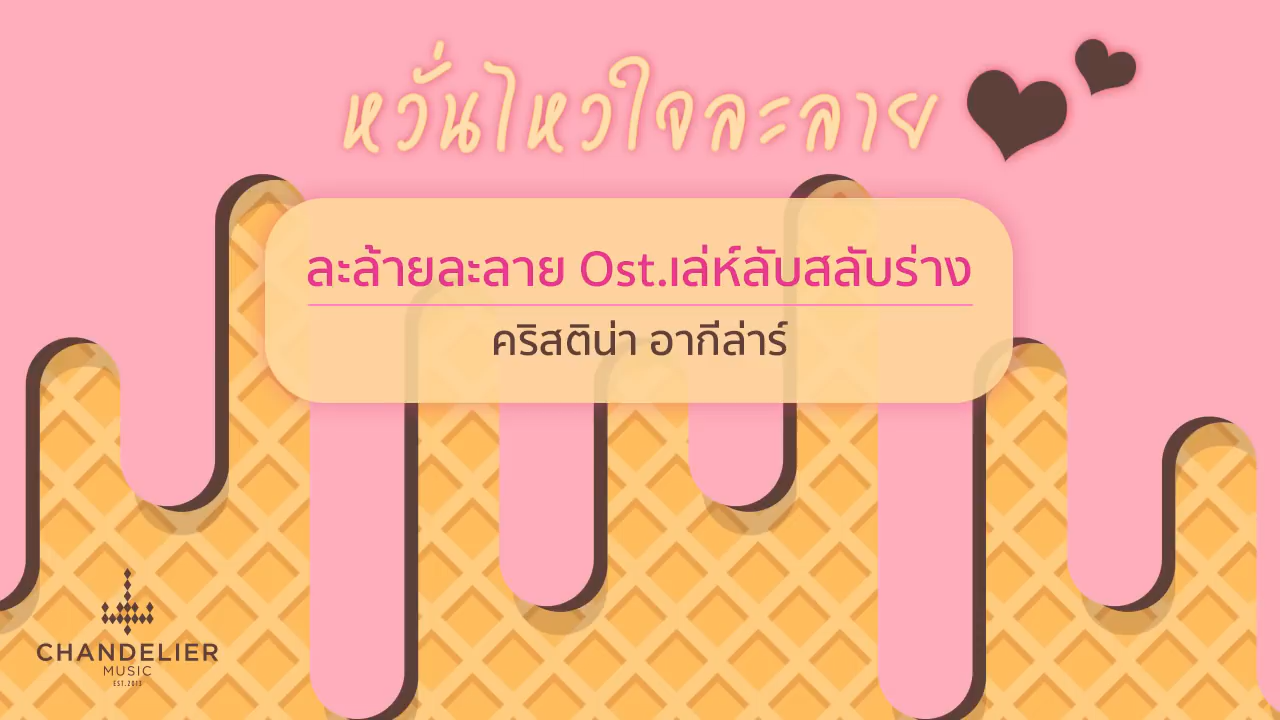 หวั่นไหวใจละลาย
ละล้ายละลาย Ost.เล่ห์ลับสลับร่าง
คริสติน่า อากีล่าร์
CHANDELIER
MUSIC
EST.2013